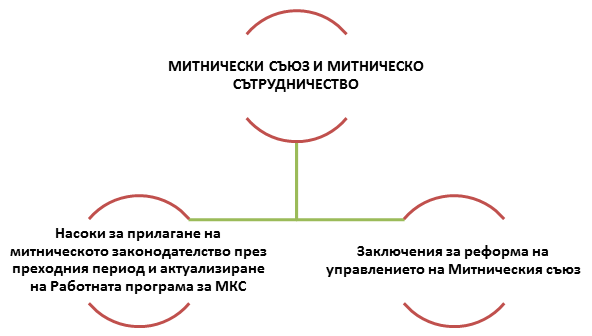 МИТНИЧЕСКИ СЪЮЗ И МИТНИЧЕСКО
СЪТРУДНИЧЕСТВО
Насоки за прилагане на
митническото законодателство през
преходния период и актуализиране
на Работната програма за МКС
Заключения за реформа на
управлението на Митническия съюз